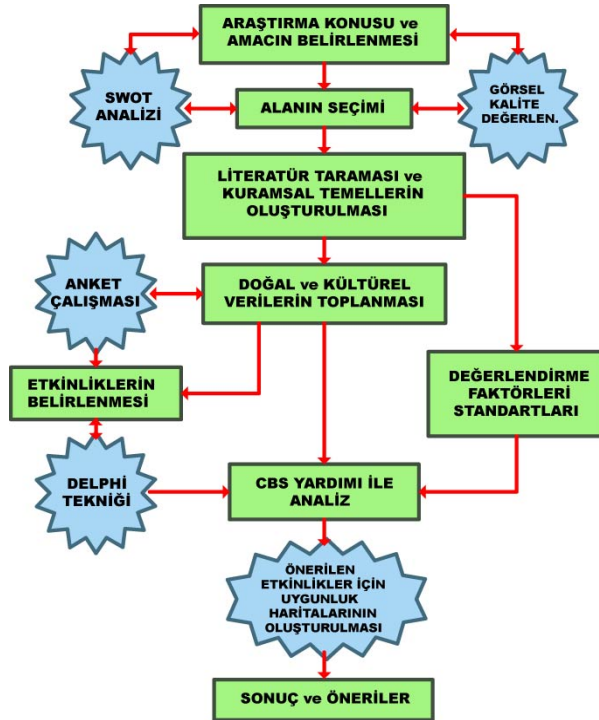 ARAŞTIRMA KONUSU ve
AMACIN BELİRLENMESİ
SWOT
ANALİZİ
ALANIN SEÇİMİ
GÖRSEL
KALİTE
DEĞERLEN.
LİTERATÜR TARAMASI ve
KURAMSAL TEMELLERİN
OLUŞTURULMASI
ANKET
ÇALIŞMASI
DOĞAL ve KÜLTÜREL
VERİLERİN TOPLANMASI
ETKİNLİKLERİN
BELİRLENMESİ
DEĞERLENDİRME
FAKTÖRLERİ
STANDARTLARI
DELPHİ
TEKNİĞİ
CBS YARDIMI İLE
ANALİZ
ÖNERİLEN
ETKİNLİKLER İÇİN
UYGUNLUK
HARİTALARININ
OLUŞTURULMASI
SONUÇ ve ÖNERİLER